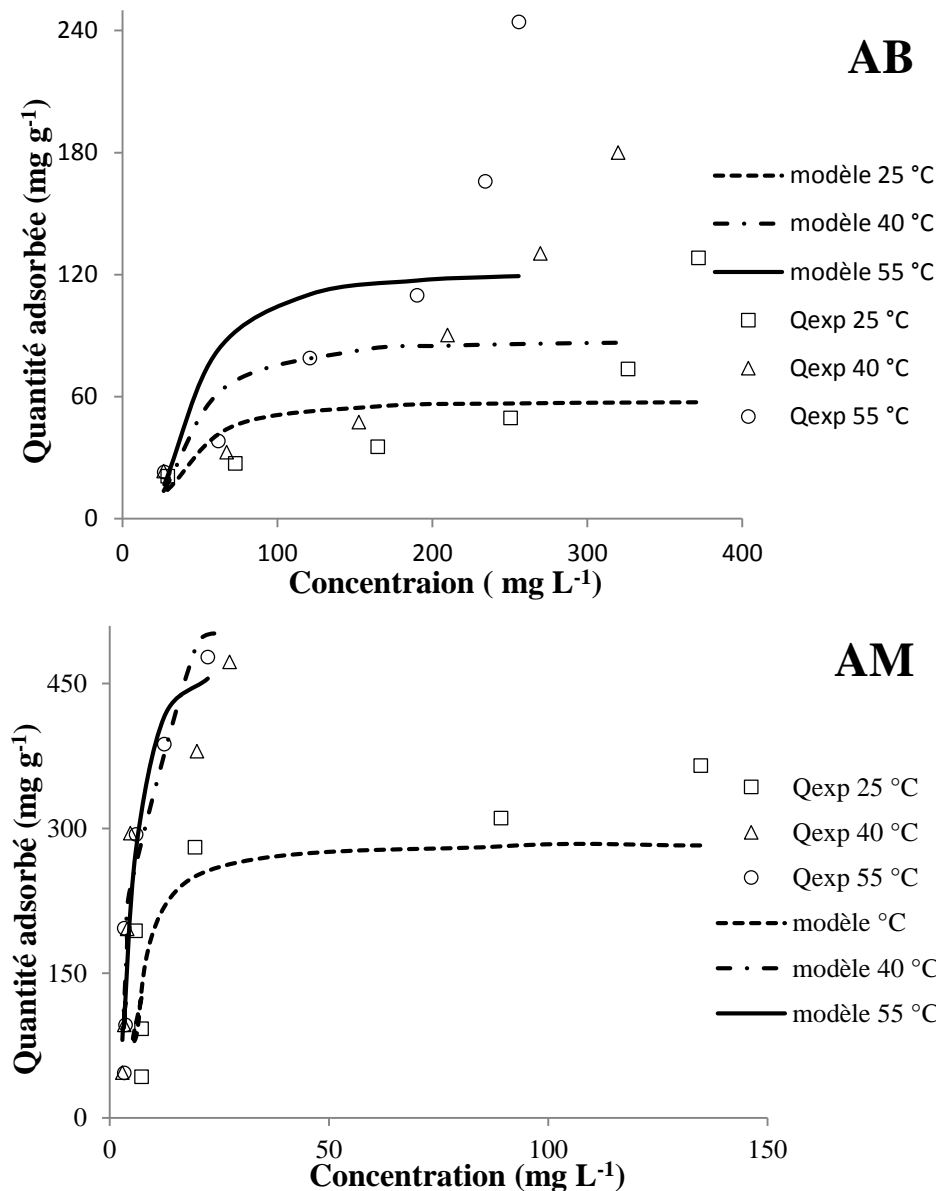 AB
Quantité adsorbée (mg g-1)
240
180
120
60
0
0
100
200
300
400
Concentraion ( mg L-1)
modèle 25 °C
modèle 40 °C
modèle 55 °C
Qexp 25 °C
Qexp 40 °C
Qexp 55 °C
AM
Quantité adsorbé (mg g-1)
450
300
150
0
0
50
100
150
Concentration (mg L-1)
Qexp 25 °C
Qexp 40 °C
Qexp 55 °C
modèle °C
modèle 40 °C
modèle 55 °C